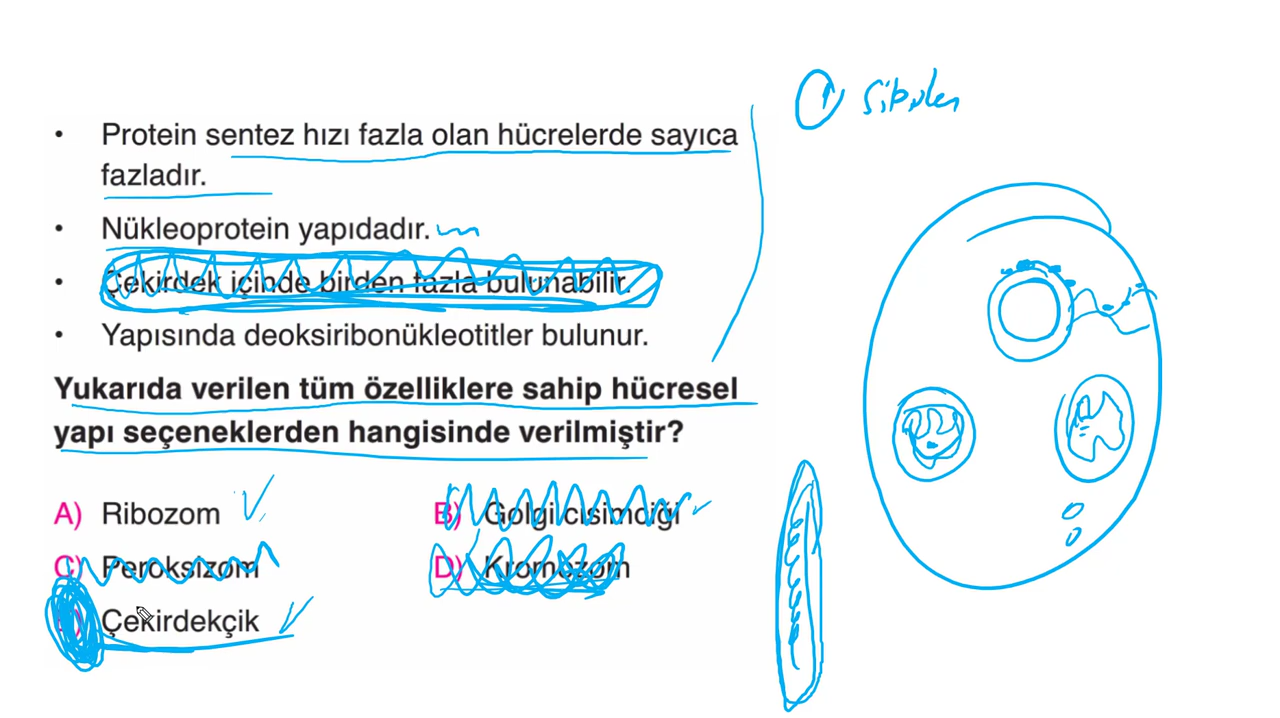 • Protein sentez hızı fazla olan hücrelerde sayıca
fazladır.
• Nükleoprotein yapıdadır.
• Çekirdek içinde birden fazla bulunabilir.
• Yapısında deoksiribonükleotitler bulunur.
Yukarıda verilen tüm özelliklere sahip hücresel
yapı seçeneklerden hangisinde verilmiştir?
A) Ribozom
B) Golgi cisimciği
C) Peroksizom
D) Kromozom
Çekirdekçik
1